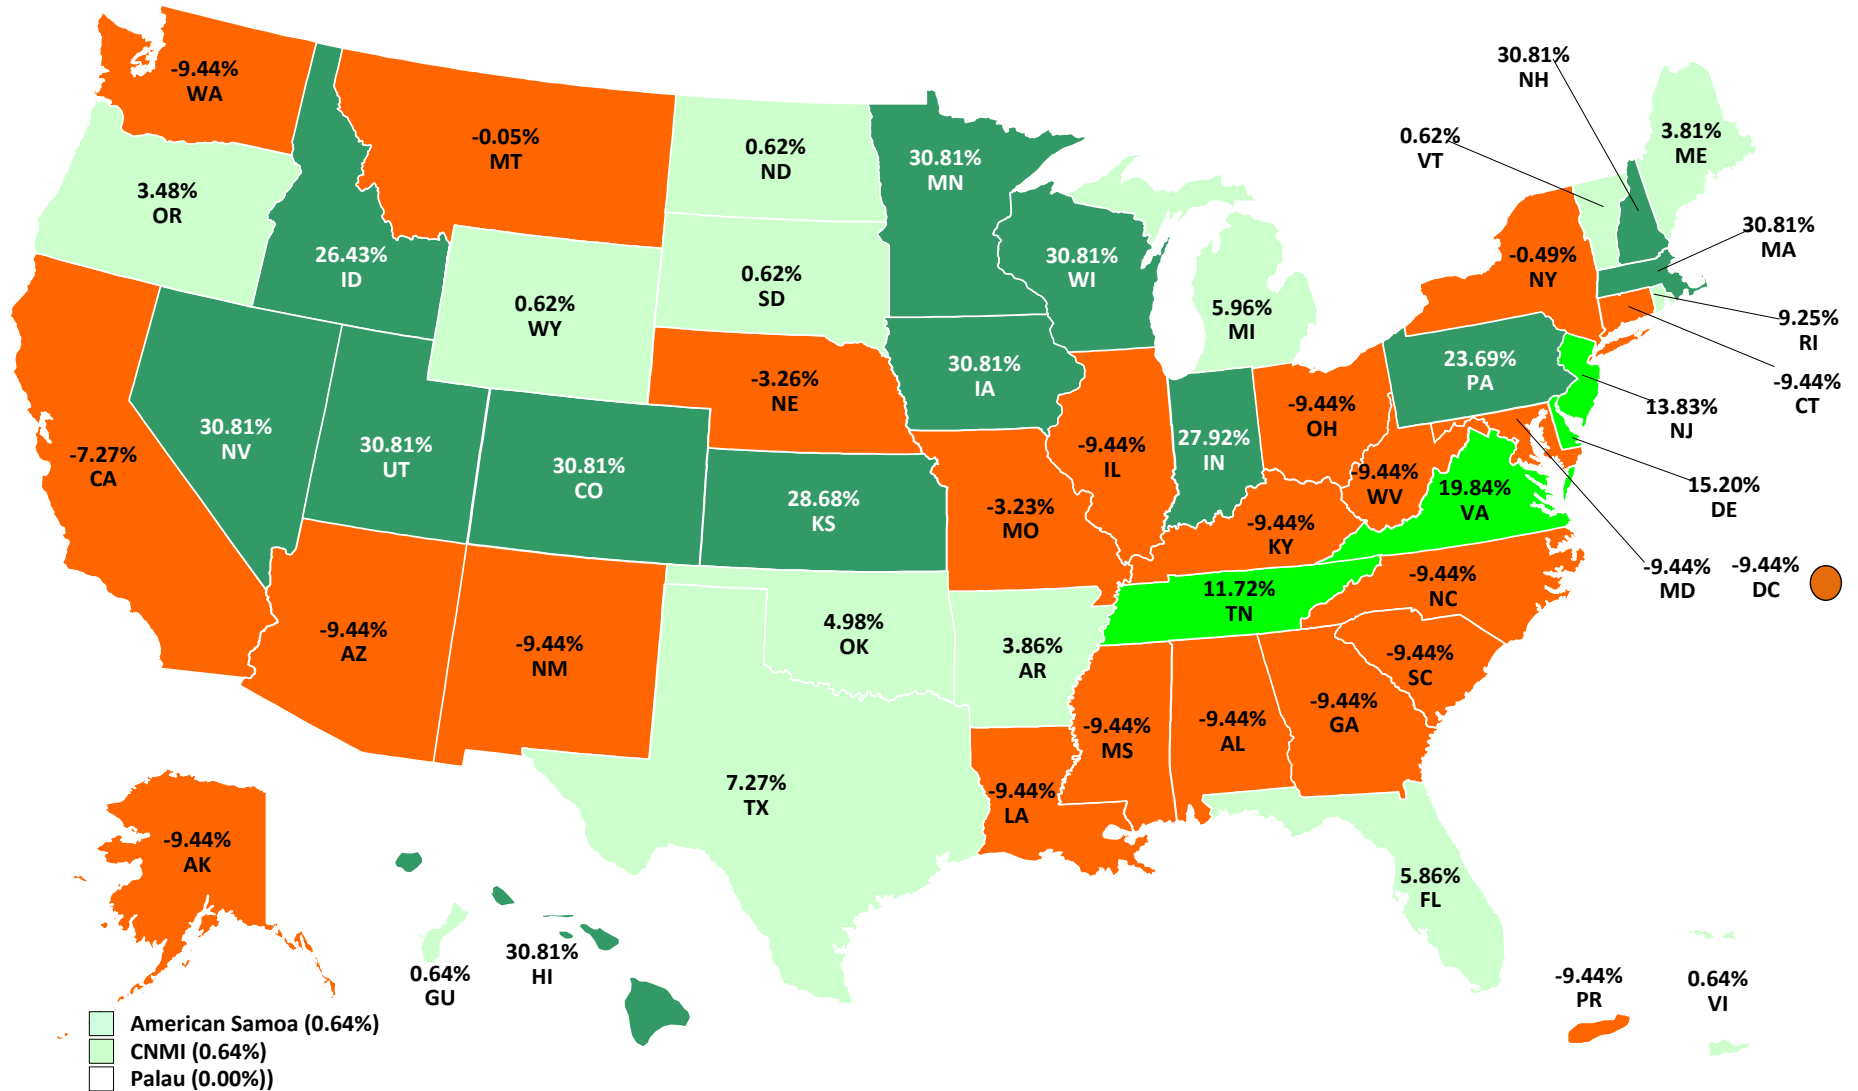 -9.44%
WA
-0.05%
MT
0.62%
ND
30.81%
MN
30.81%
NH
0.62%
VT
3.81%
ME
3.48%
OR
26.43%
ID
0.62%
WY
0.62%
SD
30.81%
WI
5.96%
MI
-0.49%
NY
30.81%
MA
9.25%
RI
-9.44%
CT
-7.27%
CA
30.81%
NV
30.81%
UT
30.81%
CO
-3.26%
NE
30.81%
IA
-9.44%
IL
27.92%
IN
-9.44%
OH
23.69%
PA
13.83%
NJ
15.20%
DE
28.68%
KS
-3.23%
MO
-9.44%
KY
-9.44%
WV
19.84%
VA
-9.44%
MD
-9.44%
DC
-9.44%
AZ
-9.44%
NM
4.98%
OK
3.86%
AR
11.72%
TN
-9.44%
NC
-9.44%
SC
7.27%
TX
-9.44%
LA
-9.44%
MS
-9.44%
AL
-9.44%
GA
5.86%
FL
-9.44%
AK
0.64%
GU
30.81%
HI
-9.44%
PR
0.64%
VI
American Samoa (0.64%)
CNMI (0.64%)
Palau (0.00%))